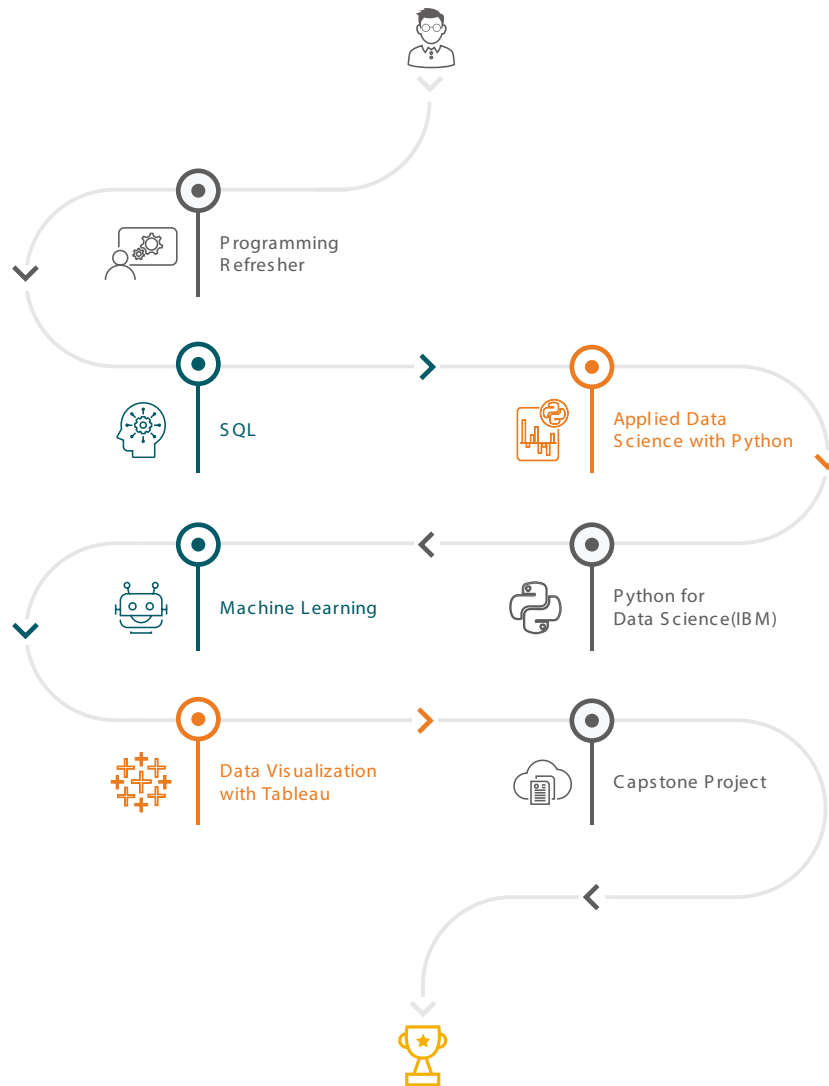 Programming
Refresher
SQL
Applied Data
Science with Python
Machine Learning
Python for
Data Science(IBM)
Data Visualization
with Tableau
Capstone Project